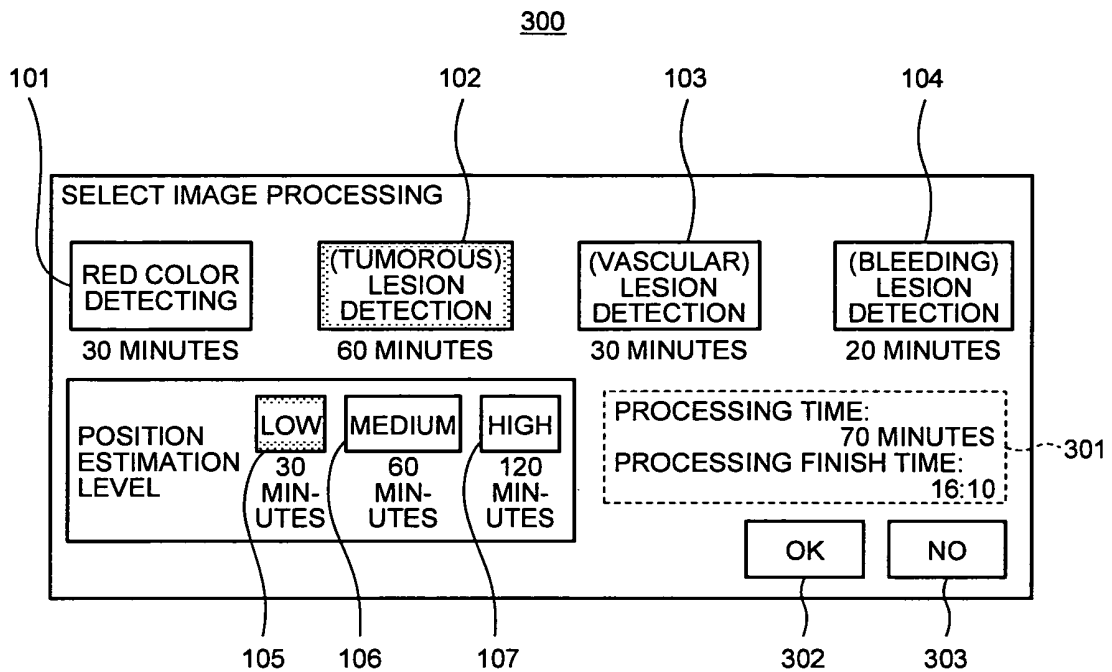 300
101
102
103
104
SELECT IMAGE PROCESSING
RED COLOR
DETECTING
30 MINUTES
(TUMOROUS)
LESION
DETECTION
60 MINUTES
(VASCULAR)
LESION
DETECTION
30 MINUTES
(BLEEDING)
LESION
DETECTION
20 MINUTES
POSITION
ESTIMATION
LEVEL
LOW
30
MIN-
UTES
MEDIUM
60
MIN-
UTES
HIGH
120
MIN-
UTES
PROCESSING TIME:
70 MINUTES
PROCESSING FINISH TIME:
16:10
301
OK
NO
105
106
107
302
303